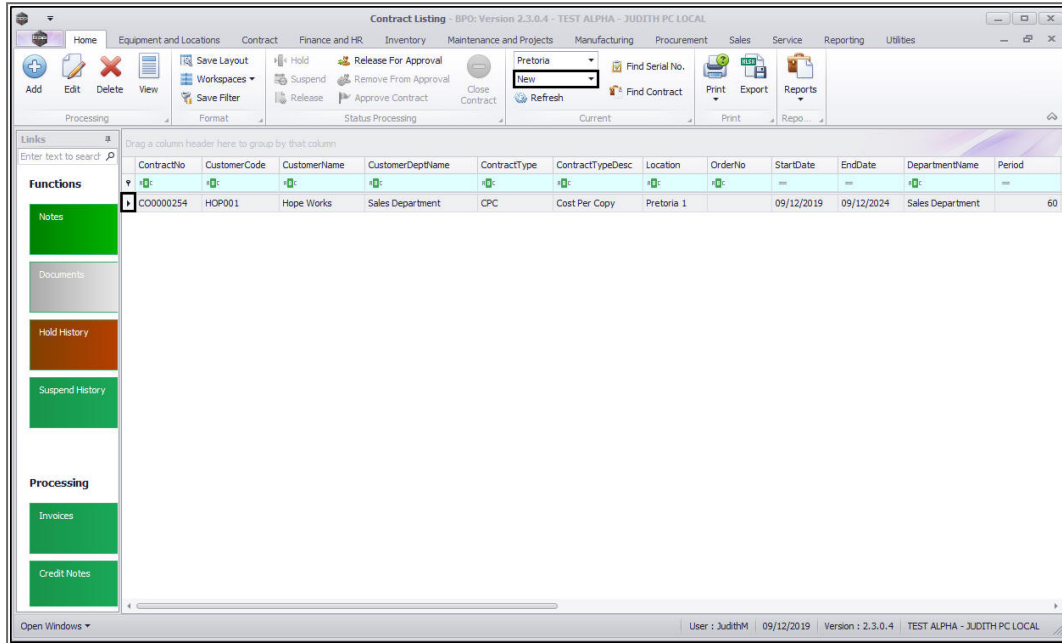 Contract Listing - BPO: Version 2.3.0.4 - TEST ALPHA - JUDITH PC LOCAL
Home Equipment and Locations Contract Finance and HR Inventory Maintenance and Projects Manufacturing Procurement Sales Service Reporting Utilities
Add Edit Delete View
Save Layout
Workspaces
Save Filter
Hold
Suspend
Release
Release For Approval
Remove From Approval
Approve Contract
Close Contract
Pretoria
New
Refresh
Find Serial No.
Find Contract
Print Export Reports
Processing Format Status Processing Current Print Repo...
Links
Enter text to search
Drag a column header here to group by that column
ContractNo CustomerCode CustomerName CustomerDeptName ContractType ContractTypeDesc Location OrderNo StartDate EndDate DepartmentName Period
CO0000254 HOP001 Hope Works Sales Department CPC Cost Per Copy Pretoria 1 09/12/2019 09/12/2024 Sales Department 60
Functions
Notes
Documents
Hold History
Suspend History
Processing
Invoices
Credit Notes
Open Windows
User : JudithM 09/12/2019 Version : 2.3.0.4 TEST ALPHA - JUDITH PC LOCAL